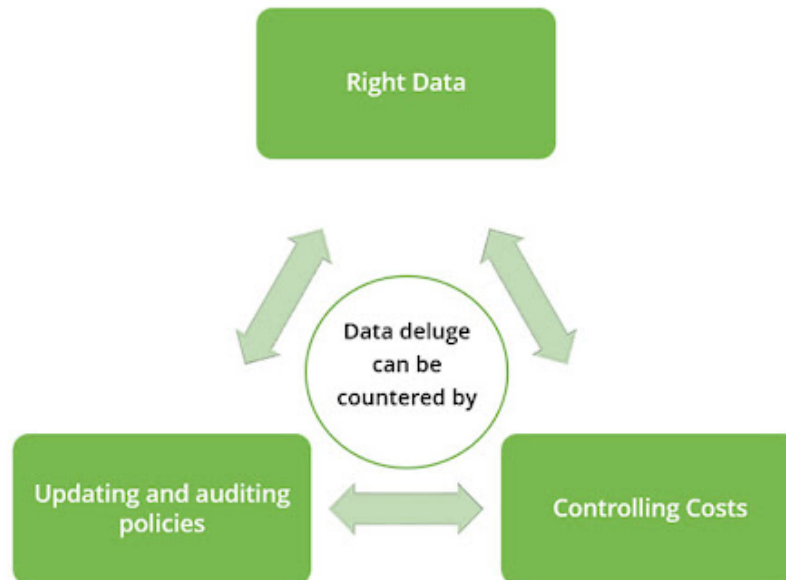 Right Data
Data deluge
can be
countered by
Updating and auditing
policies
Controlling Costs